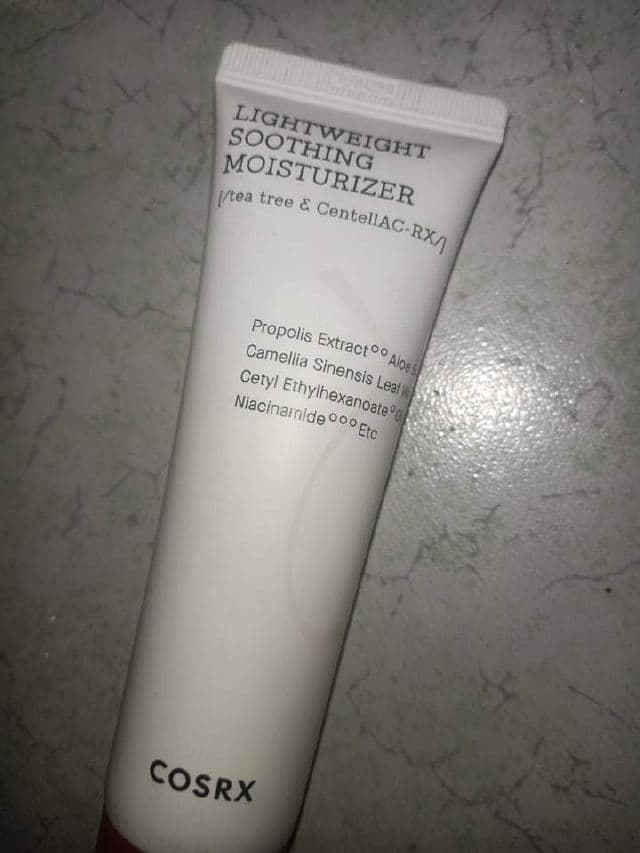 LIGHTWEIGHT
SOOTHING
MOISTURIZER
[/tea tree & CentellAC-RX/]
Propolis Extract°° Aloe
Camellia Sinensis Leaf
Cetyl Ethylhexanoate°
Niacinamide°°° Etc
COSRX